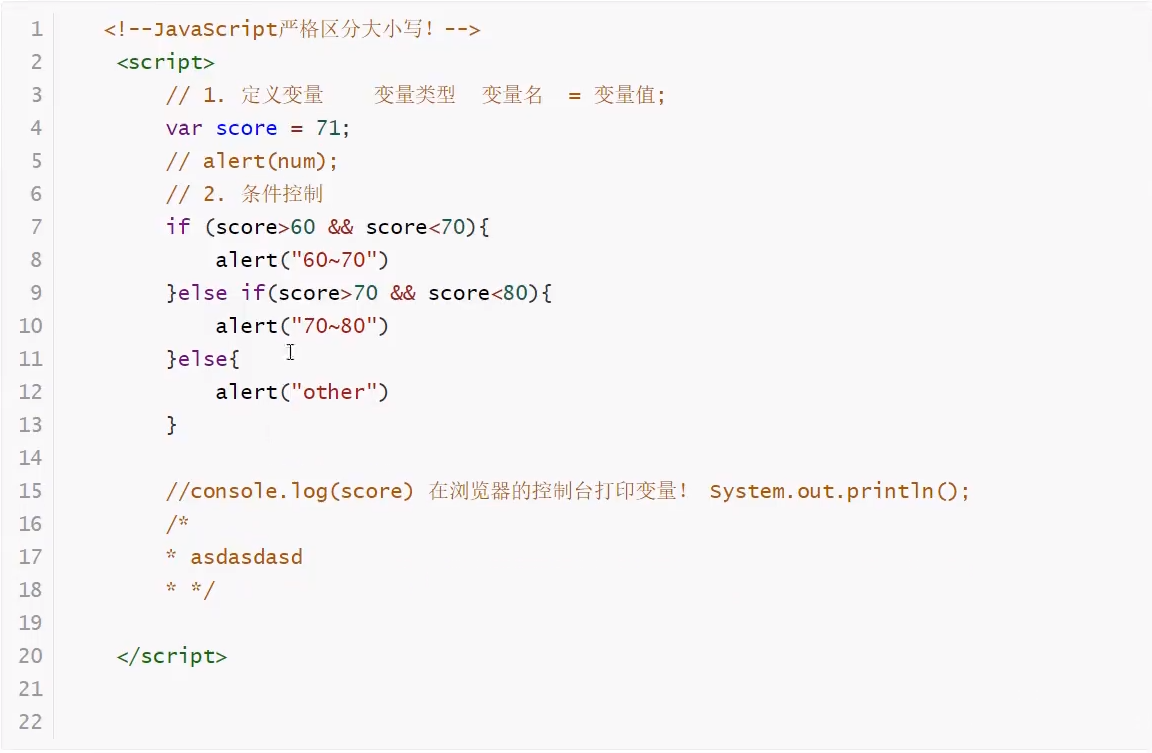 1 <!--JavaScript严格区分大小写！-->
2 <script>
3 // 1. 定义变量    变量类型  变量名  = 变量值;
4 var score = 71;
5 // alert(num);
6 // 2. 条件控制
7 if (score>60 && score<70){
8 alert("60~70")
9 }else if(score>70 && score<80){
10 alert("70~80")
11 }else{
12 alert("other")
13 }
14
15 //console.log(score) 在浏览器的控制台打印变量！ System.out.println();
16 /*
17 * asdasdasd
18 * */
19
20 </script>
21
22